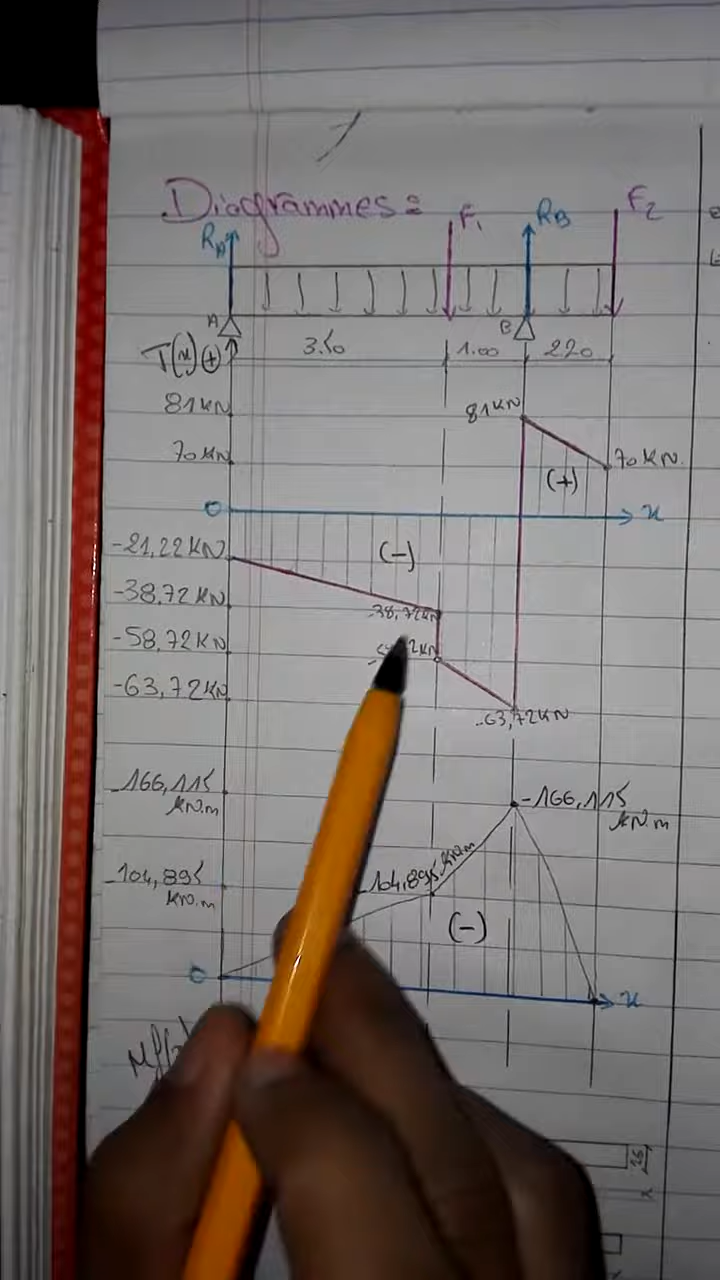 Diagrammes:
RA F1 RB F2
A B
T(x) (+) 3.50 1.00 2.20
81 KN 81 KN
70 KN 70 KN.
0 (+) x
-21,22 KN (-)
-38,72 KN -38,72 KN
-58,72 KN
-63,72 KN -63,72 KN
-166,115 KN.m -166,115 KN.m
-104,895 KN.m -104,895 KN.m
(-)
0 x